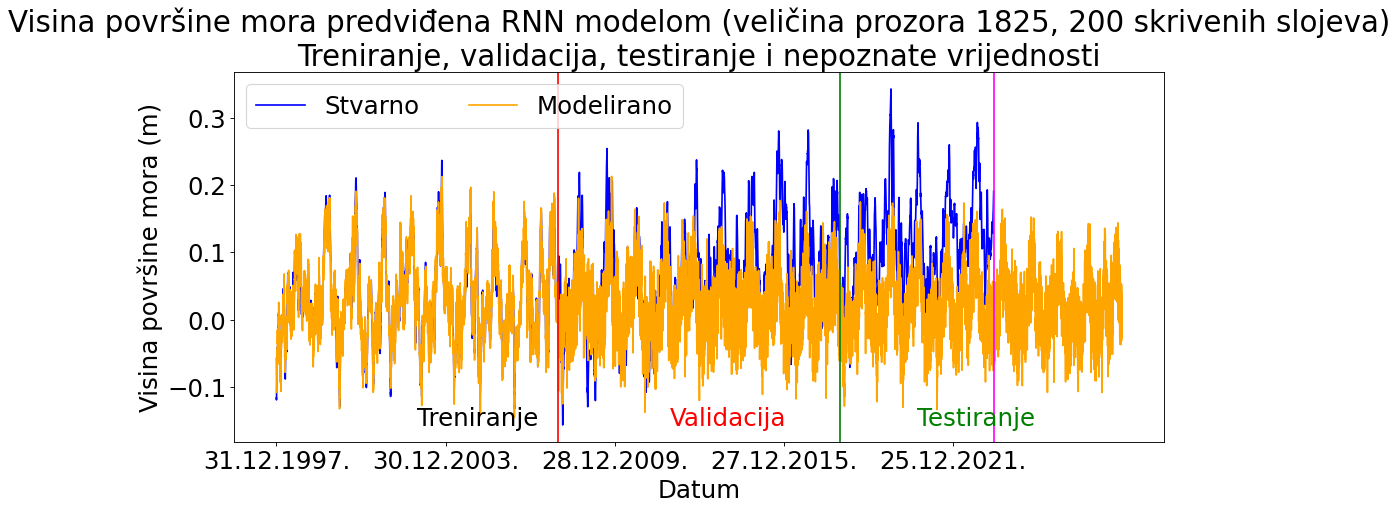 Visina površine mora predviđena RNN modelom (veličina prozora 1825, 200 skrivenih slojeva)
Treniranje, validacija, testiranje i nepoznate vrijednosti
Stvarno Modelirano
Visina površine mora (m)
0.3
0.2
0.1
0.0
−0.1
Treniranje Validacija Testiranje
31.12.1997. 30.12.2003. 28.12.2009. 27.12.2015. 25.12.2021.
Datum